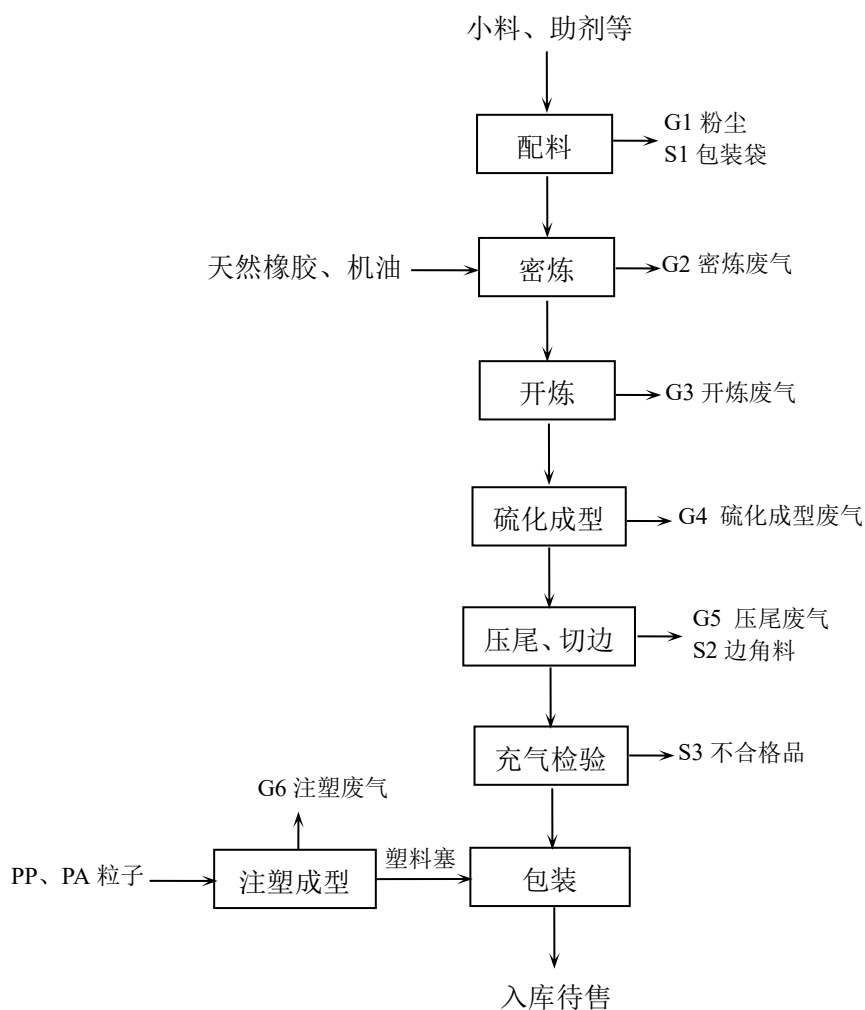 小料、助剂等
配料
G1 粉尘
S1 包装袋
天然橡胶、机油
密炼
G2 密炼废气
开炼
G3 开炼废气
硫化成型
G4 硫化成型废气
压尾、切边
G5 压尾废气
S2 边角料
充气检验
S3 不合格品
G6 注塑废气
PP、PA 粒子
注塑成型
塑料塞
包装
入库待售